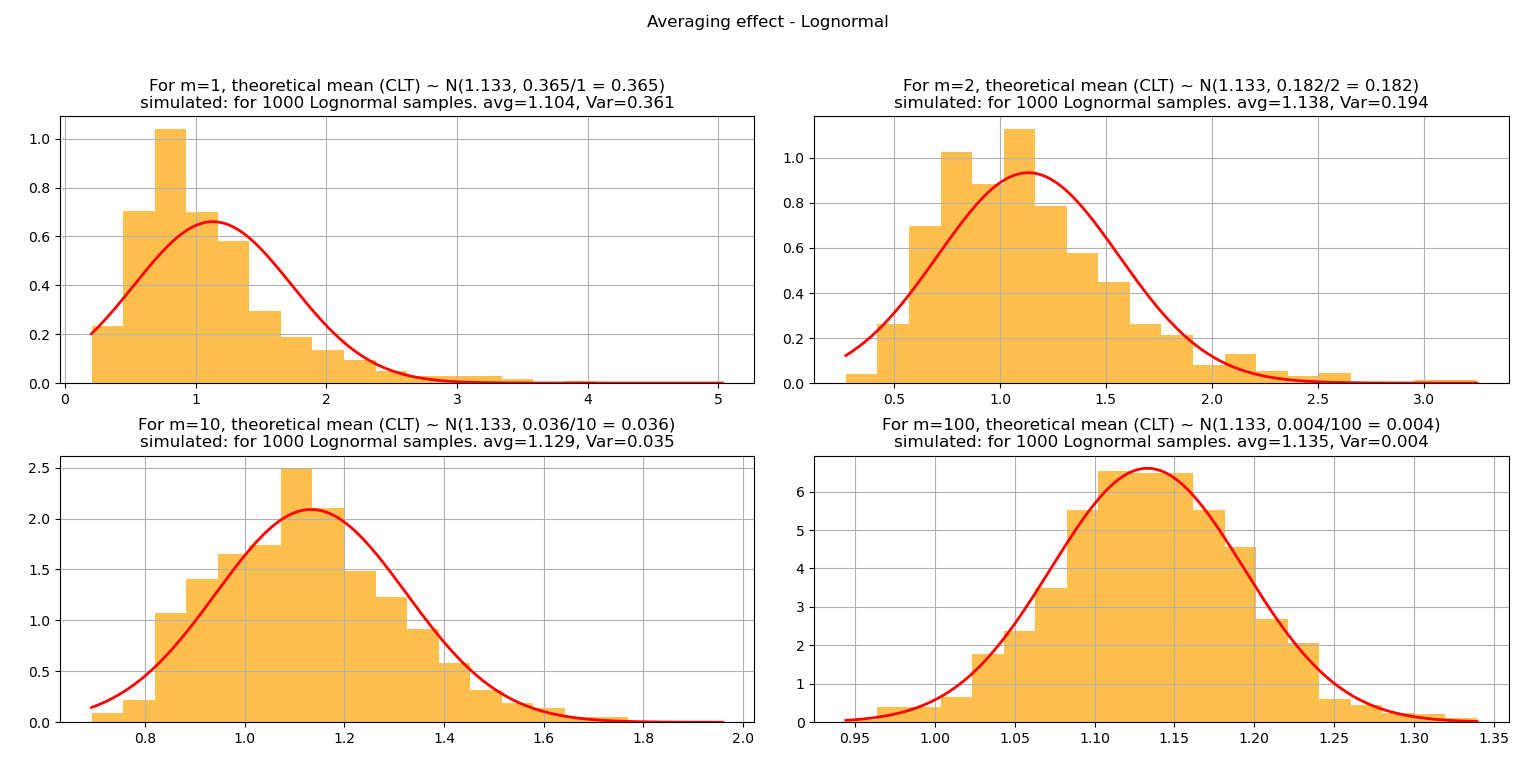 Averaging effect - Lognormal
For m=1, theoretical mean (CLT) ~ N(1.133, 0.365/1 = 0.365)
simulated: for 1000 Lognormal samples. avg=1.104, Var=0.361
1.0
0.8
0.6
0.4
0.2
0.0
0 1 2 3 4 5
For m=2, theoretical mean (CLT) ~ N(1.133, 0.182/2 = 0.182)
simulated: for 1000 Lognormal samples. avg=1.138, Var=0.194
1.0
0.8
0.6
0.4
0.2
0.0
0.5 1.0 1.5 2.0 2.5 3.0
For m=10, theoretical mean (CLT) ~ N(1.133, 0.036/10 = 0.036)
simulated: for 1000 Lognormal samples. avg=1.129, Var=0.035
2.5
2.0
1.5
1.0
0.5
0.0
0.8 1.0 1.2 1.4 1.6 1.8 2.0
For m=100, theoretical mean (CLT) ~ N(1.133, 0.004/100 = 0.004)
simulated: for 1000 Lognormal samples. avg=1.135, Var=0.004
6
5
4
3
2
1
0
0.95 1.00 1.05 1.10 1.15 1.20 1.25 1.30 1.35